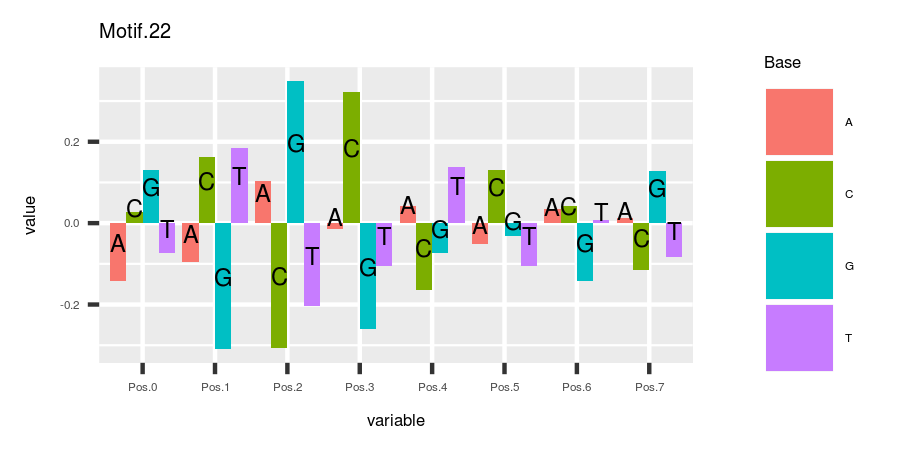 Motif.22
Base
A
C
G
T
value
0.2
0.0
-0.2
A C G T
A C G T
A C G T
A C G T
A C G T
A C G T
A C G T
A C G T
Pos.0 Pos.1 Pos.2 Pos.3 Pos.4 Pos.5 Pos.6 Pos.7
variable